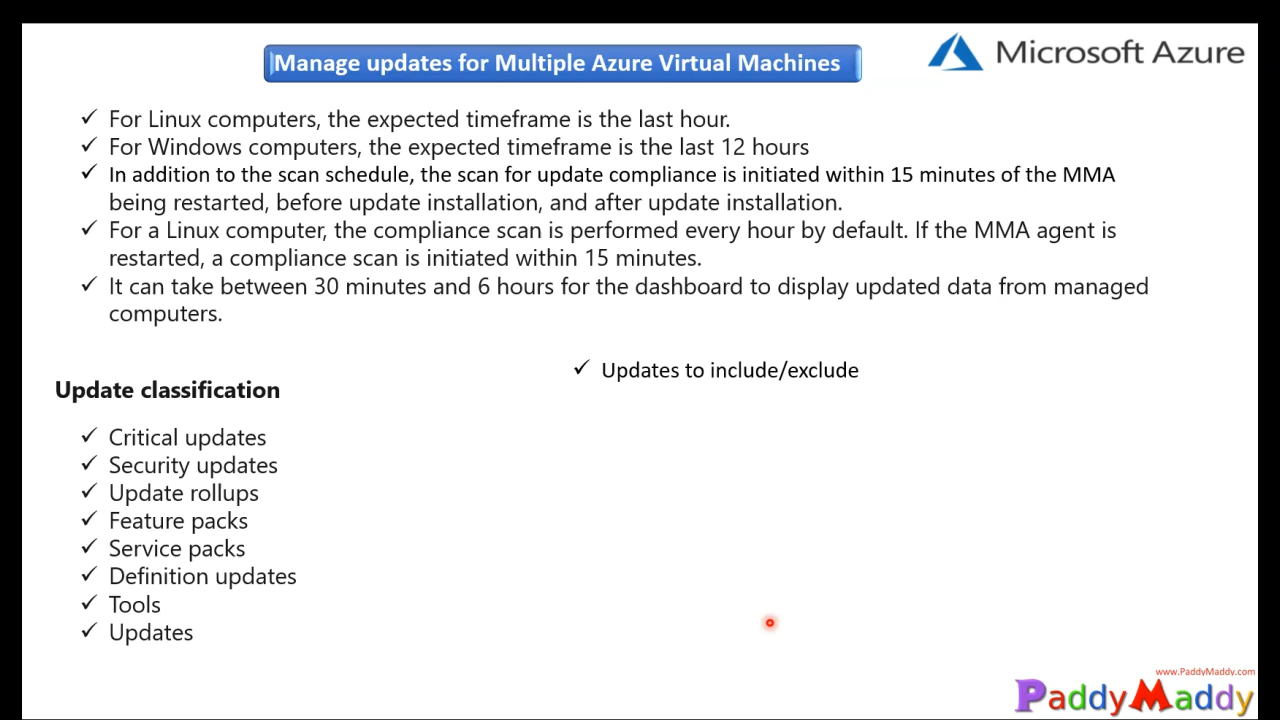 Manage updates for Multiple Azure Virtual Machines
Microsoft Azure
✓ For Linux computers, the expected timeframe is the last hour.
✓ For Windows computers, the expected timeframe is the last 12 hours
✓ In addition to the scan schedule, the scan for update compliance is initiated within 15 minutes of the MMA
being restarted, before update installation, and after update installation.
✓ For a Linux computer, the compliance scan is performed every hour by default. If the MMA agent is
restarted, a compliance scan is initiated within 15 minutes.
✓ It can take between 30 minutes and 6 hours for the dashboard to display updated data from managed
computers.
✓ Updates to include/exclude
Update classification
✓ Critical updates
✓ Security updates
✓ Update rollups
✓ Feature packs
✓ Service packs
✓ Definition updates
✓ Tools
✓ Updates
www.PaddyMaddy.com
PaddyMaddy